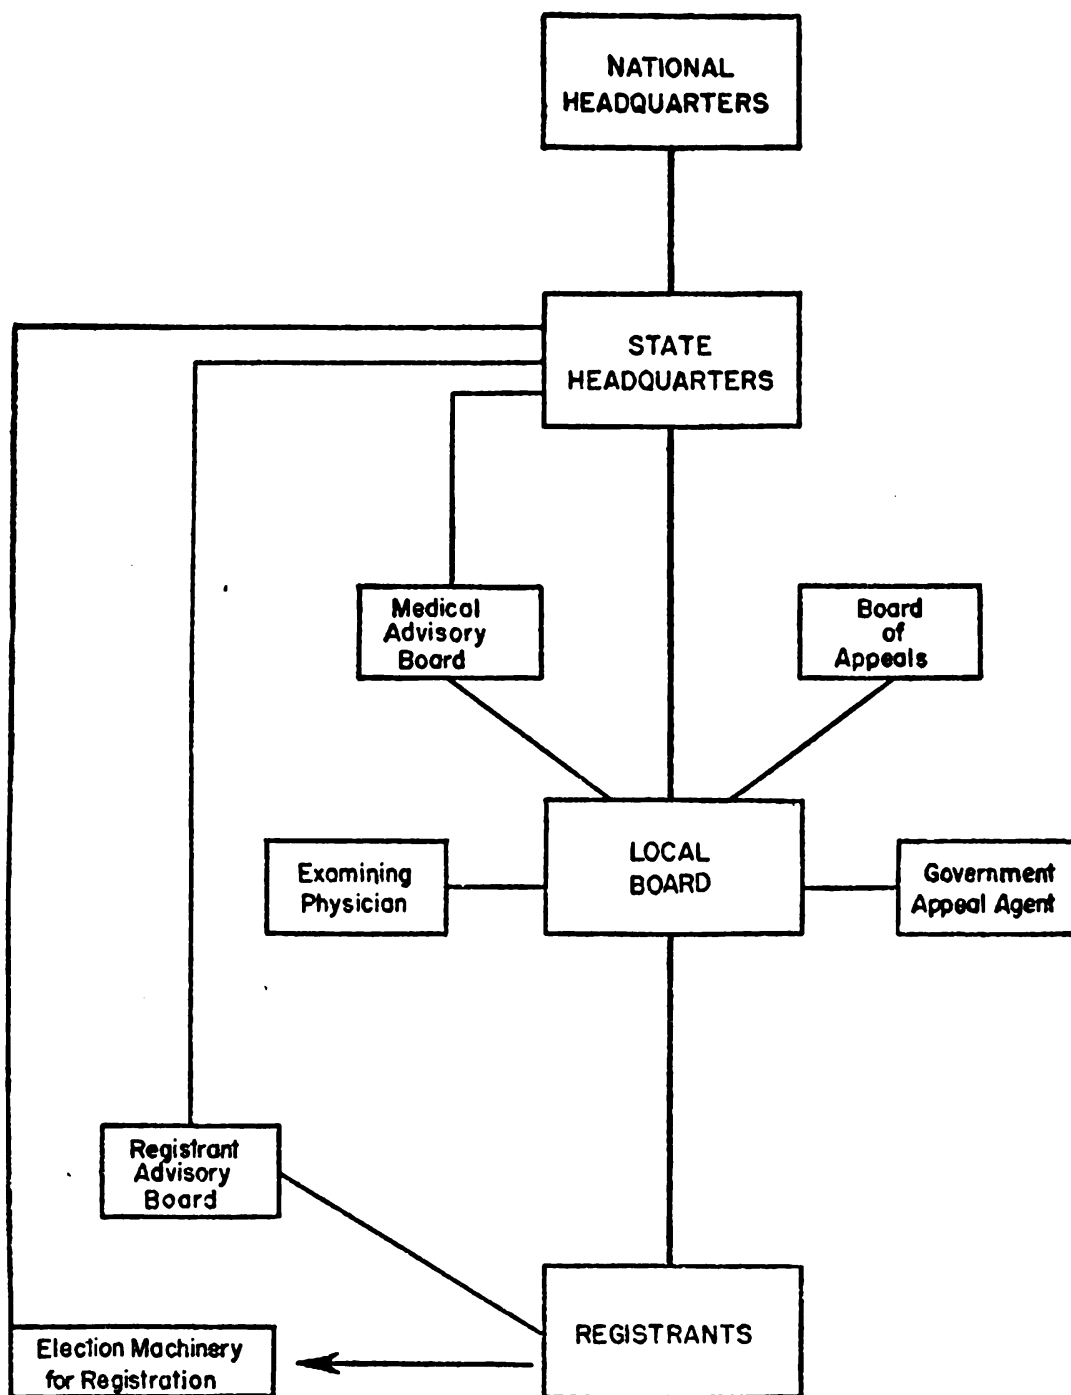 NATIONAL
HEADQUARTERS
STATE
HEADQUARTERS
Medical
Advisory
Board
Board
of
Appeals
LOCAL
BOARD
Examining
Physician
Government
Appeal Agent
Registrant
Advisory
Board
REGISTRANTS
Election Machinery
for Registration